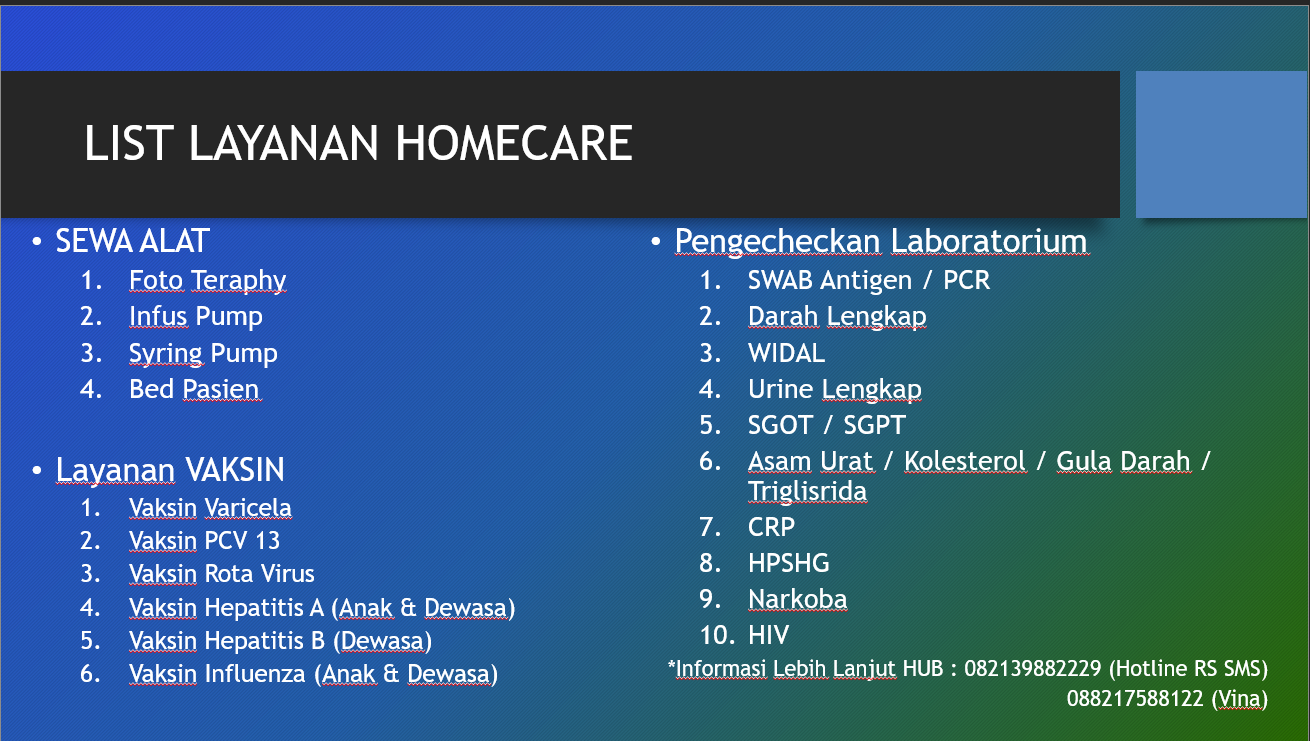 LIST LAYANAN HOMECARE
• SEWA ALAT
1. Foto Teraphy
2. Infus Pump
3. Syring Pump
4. Bed Pasien
• Layanan VAKSIN
1. Vaksin Varicela
2. Vaksin PCV 13
3. Vaksin Rota Virus
4. Vaksin Hepatitis A (Anak & Dewasa)
5. Vaksin Hepatitis B (Dewasa)
6. Vaksin Influenza (Anak & Dewasa)
• Pengecheckan Laboratorium
1. SWAB Antigen / PCR
2. Darah Lengkap
3. WIDAL
4. Urine Lengkap
5. SGOT / SGPT
6. Asam Urat / Kolesterol / Gula Darah /
Triglisrida
7. CRP
8. HPSHG
9. Narkoba
10. HIV
*Informasi Lebih Lanjut HUB : 082139882229 (Hotline RS SMS)
088217588122 (Vina)